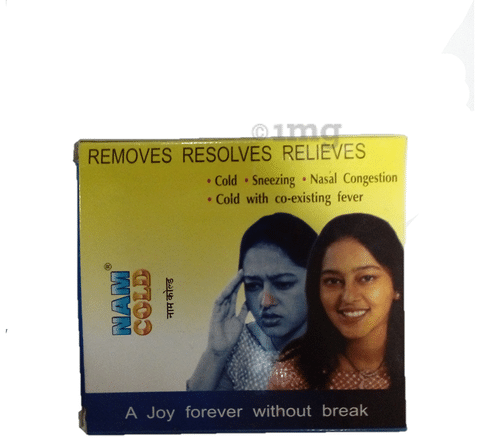 ©1mg
REMOVES RESOLVES RELIEVES
• Cold • Sneezing • Nasal Congestion
• Cold with co-existing fever
NAM®
COLD
नाम कोल्ड
A Joy forever without break